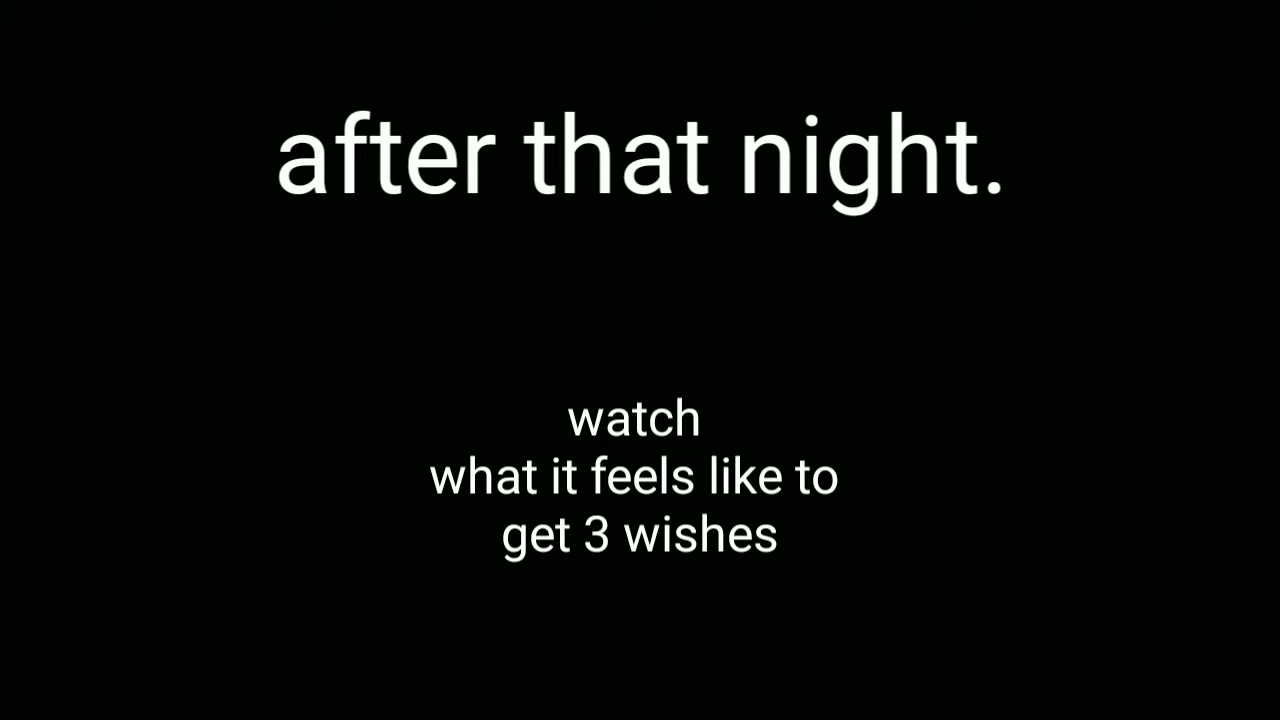 after that night.
watch
what it feels like to
get 3 wishes